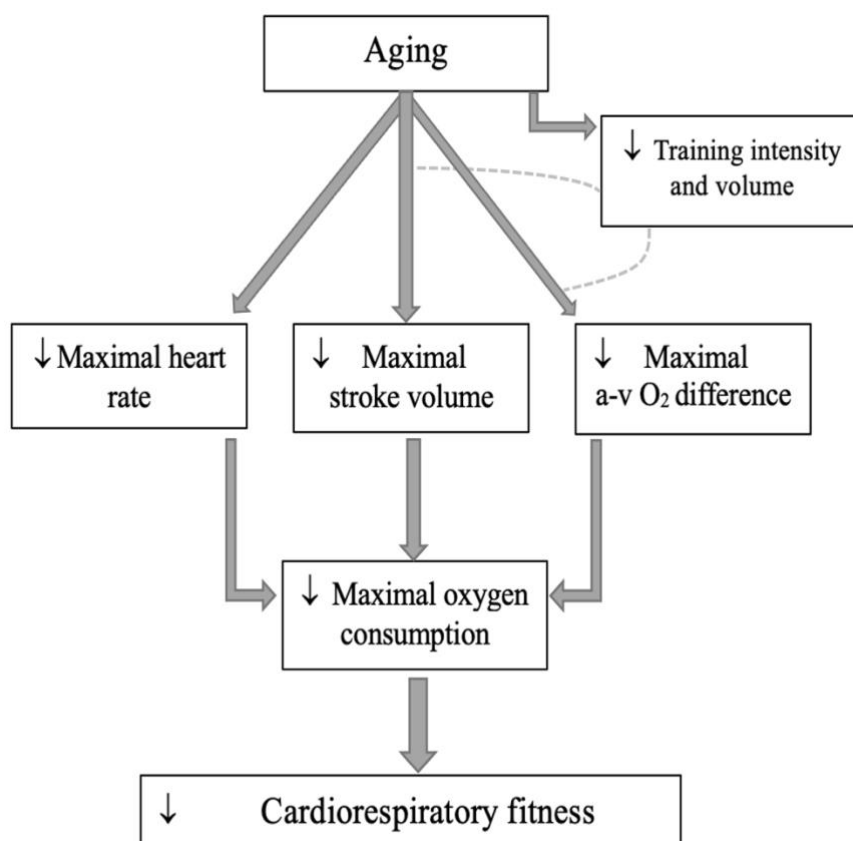 Aging
↓ Training intensity
and volume
↓ Maximal heart
rate
↓ Maximal
stroke volume
↓ Maximal
a-v O₂ difference
↓ Maximal oxygen
consumption
↓ Cardiorespiratory fitness